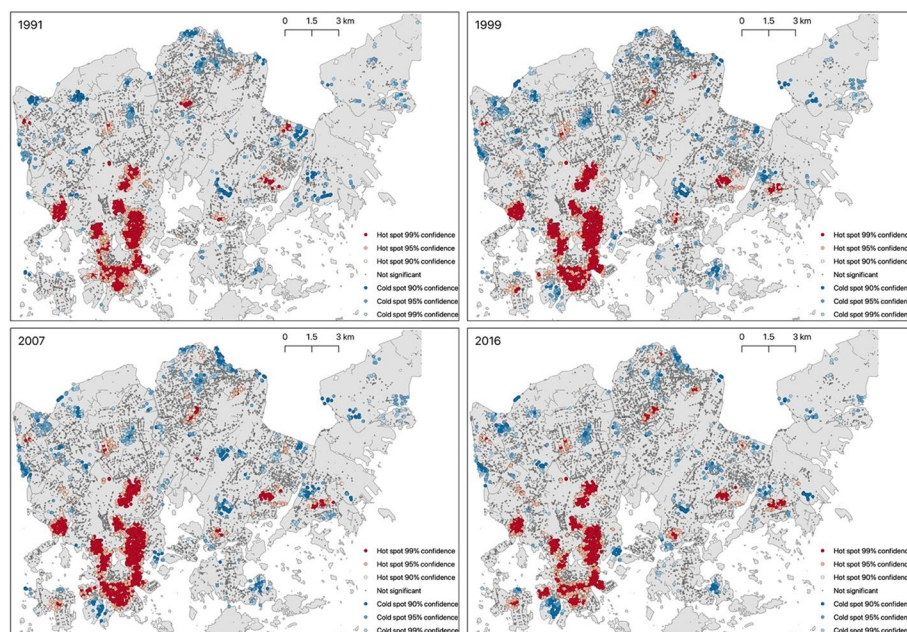 1991
0 1.5 3 km
Hot spot 99% confidence
Hot spot 95% confidence
Hot spot 90% confidence
Not significant
Cold spot 90% confidence
Cold spot 95% confidence
Cold spot 99% confidence
1999
0 1.5 3 km
Hot spot 99% confidence
Hot spot 95% confidence
Hot spot 90% confidence
Not significant
Cold spot 90% confidence
Cold spot 95% confidence
Cold spot 99% confidence
2007
0 1.5 3 km
Hot spot 99% confidence
Hot spot 95% confidence
Hot spot 90% confidence
Not significant
Cold spot 90% confidence
Cold spot 95% confidence
Cold spot 99% confidence
2016
0 1.5 3 km
Hot spot 99% confidence
Hot spot 95% confidence
Hot spot 90% confidence
Not significant
Cold spot 90% confidence
Cold spot 95% confidence
Cold spot 99% confidence